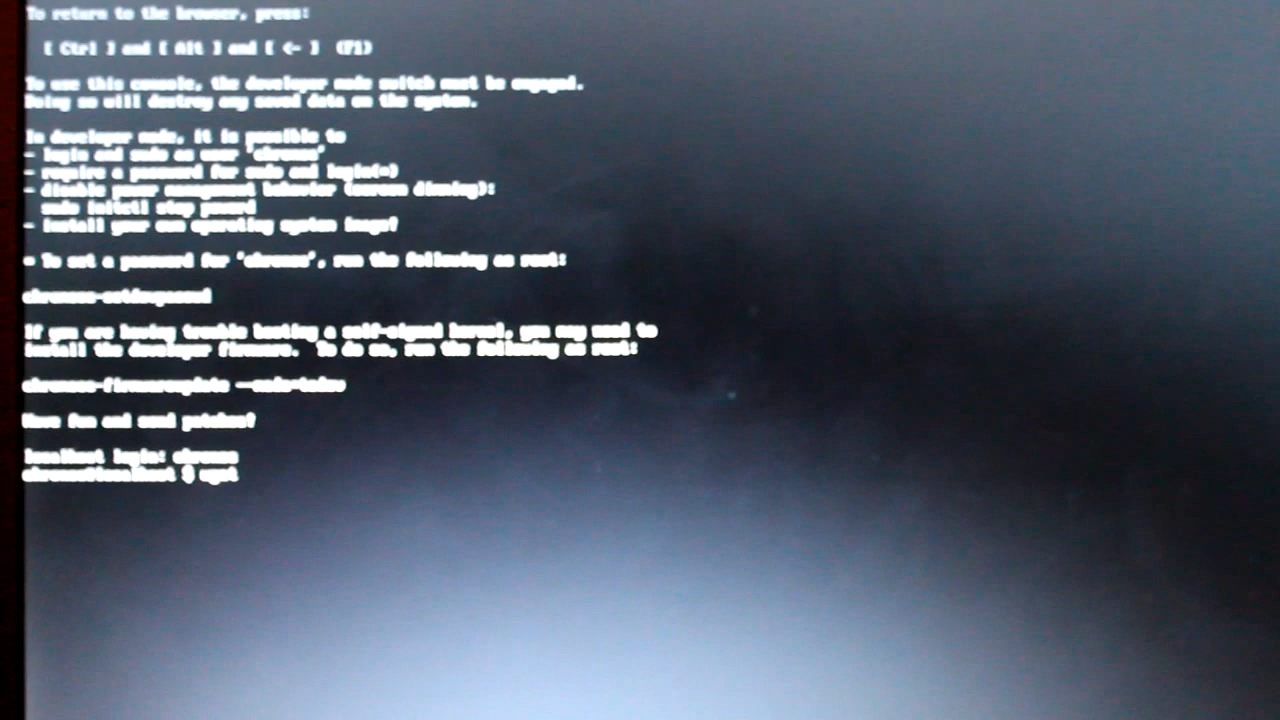 To return to the browser, press:
[ Ctrl ] and [ Alt ] and [ <- ] (F1)
To use this console, the developer mode switch must be engaged.
Doing so will destroy any saved data on the system.
In developer mode, it is possible to
- login and sudo as user 'chronos'
- require a password for sudo and login(*)
- disable power management behavior (screen dimming):
sudo initctl stop powerd
- install your own operating system image!
* To set a password for 'chronos', run the following as root:
chromeos-setdevpasswd
If you are having trouble booting a self-signed kernel, you may need to
install the developer firmware. To do so, run the following as root:
chromeos-firmwareupdate --mode=todev
Have fun and send patches!
localhost login: chronos
chronos@localhost $